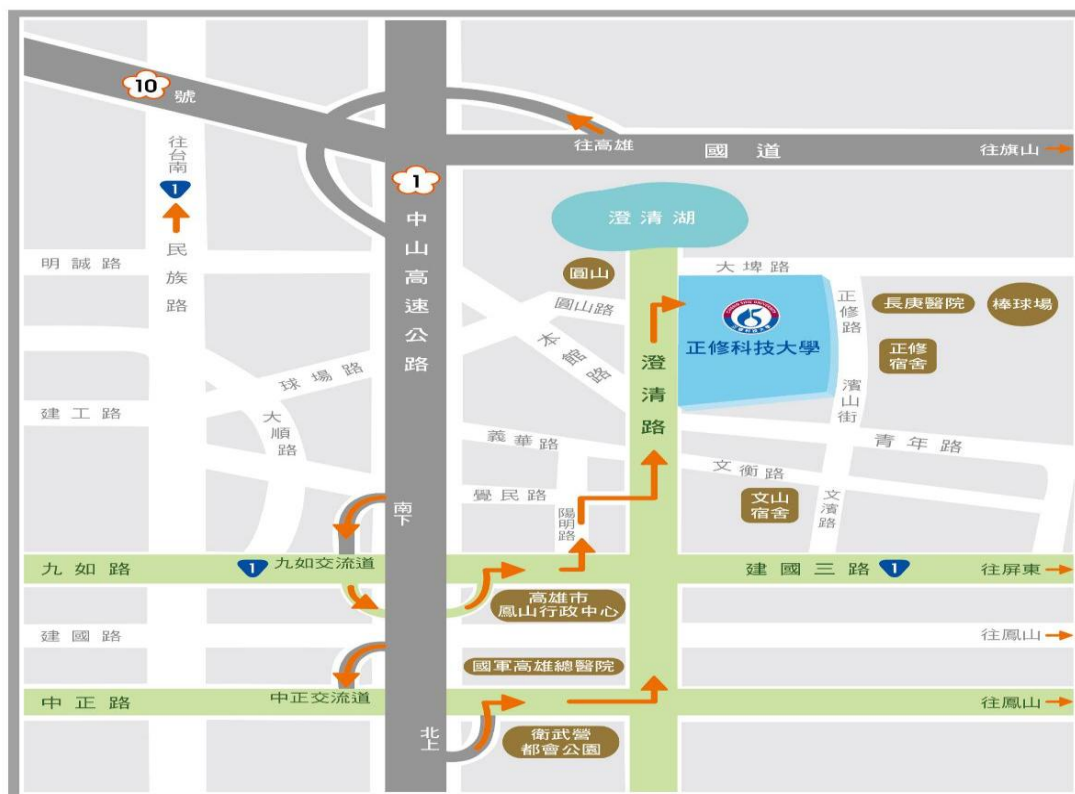 10
號
往台南
1
民族路
1
中山高速公路
往高雄
國道
往旗山
澄清湖
明誠路
圓山
大埤路
圓山路
本館路
澄清路
正修科技大學
正修路
長庚醫院
棒球場
正修
宿舍
濱山街
球場路
建工路
大順路
義華路
青年路
文衡路
覺民路
陽明路
文山
宿舍
文濱路
南下
九如路
1
九如交流道
建國三路
1
往屏東
高雄市
鳳山行政中心
建國路
往鳳山
國軍高雄總醫院
中正路
中正交流道
往鳳山
北上
衛武營
都會公園